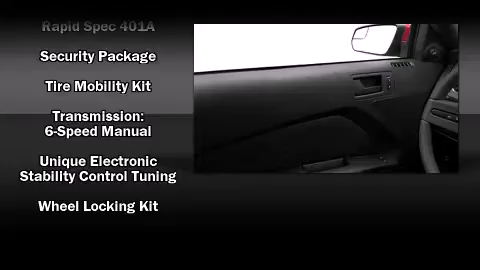 Rapid Spec 401A
Security Package
Tire Mobility Kit
Transmission:
6-Speed Manual
Unique Electronic
Stability Control Tuning
Wheel Locking Kit